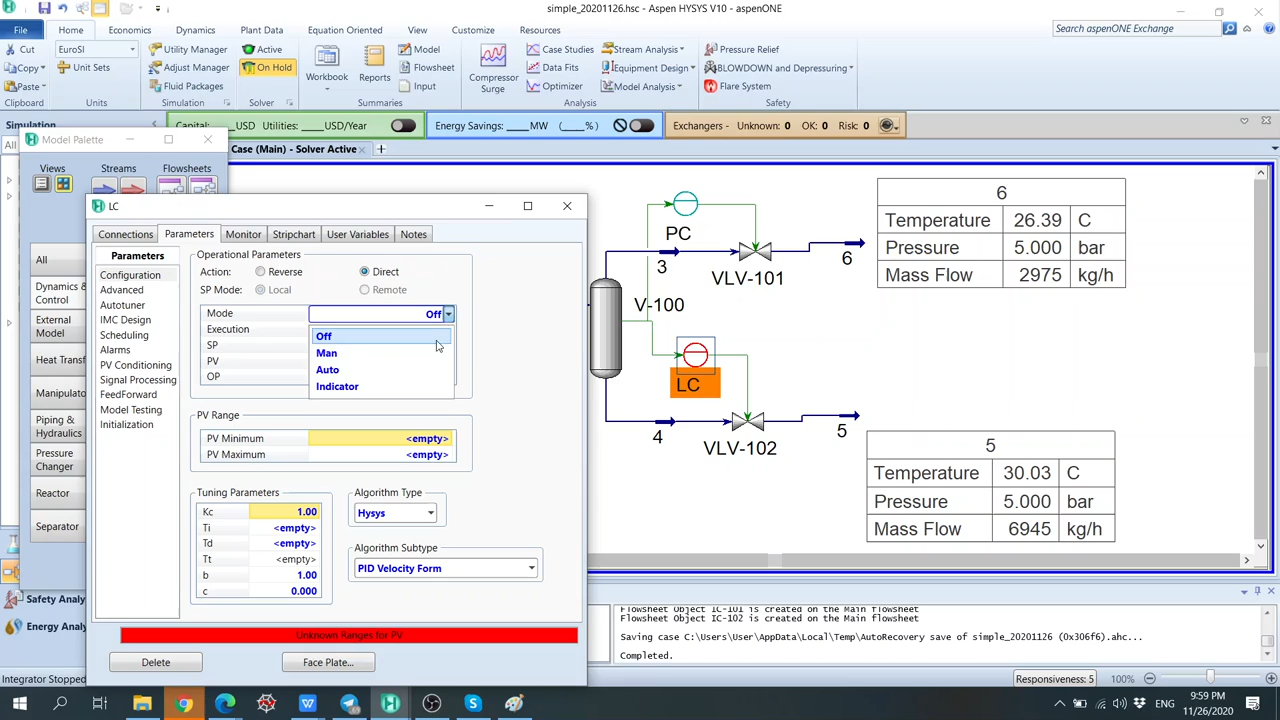 simple_20201126.hsc - Aspen HYSYS V10 - aspenONE
File
Home
Economics
Dynamics
Plant Data
Equation Oriented
View
Customize
Resources
Search aspenONE Exchange
Cut
Copy
Paste
Clipboard
EuroSI
Unit Sets
Units
Utility Manager
Adjust Manager
Fluid Packages
Simulation
Active
On Hold
Solver
Workbook
Reports
Model
Flowsheet
Input
Summaries
Compressor
Surge
Case Studies
Data Fits
Optimizer
Stream Analysis
Equipment Design
Model Analysis
Analysis
Pressure Relief
BLOWDOWN and Depressuring
Flare System
Safety
Simulation
Capital:____USD Utilities:____USD/Year
Energy Savings:____MW (____%)
Exchangers - Unknown: 0 OK: 0 Risk: 0
All
Model Palette
Case (Main) - Solver Active
Views
Streams
Flowsheets
All
Dynamics &
Control
External
Model
Heat Transf
Manipulato
Piping &
Hydraulics
Pressure
Changer
Reactor
Separator
Safety Analy
Energy Analy
LC
Connections
Parameters
Monitor
Stripchart
User Variables
Notes
Parameters
Configuration
Advanced
Autotuner
IMC Design
Scheduling
Alarms
PV Conditioning
Signal Processing
FeedForward
Model Testing
Initialization
Operational Parameters
Action: Reverse Direct
SP Mode: Local Remote
Mode Off
Execution
SP
PV
OP
Off
Man
Auto
Indicator
PV Range
PV Minimum <empty>
PV Maximum <empty>
Tuning Parameters
Kc 1.00
Ti <empty>
Td <empty>
Tt <empty>
b 1.00
c 0.000
Algorithm Type
Hysys
Algorithm Subtype
PID Velocity Form
Unknown Ranges for PV
Delete
Face Plate...
PC
3
VLV-101
6
V-100
LC
4
VLV-102
5
6
Temperature 26.39 C
Pressure 5.000 bar
Mass Flow 2975 kg/h
5
Temperature 30.03 C
Pressure 5.000 bar
Mass Flow 6945 kg/h
Flowsheet Object IC-101 is created on the Main flowsheet
Flowsheet Object IC-102 is created on the Main flowsheet
Saving case C:\Users\User\AppData\Local\Temp\AutoRecovery save of simple_20201126 (0x306f6).ahc...
Completed.
Integrator Stopped
Responsiveness: 5
100%
9:59 PM
11/26/2020